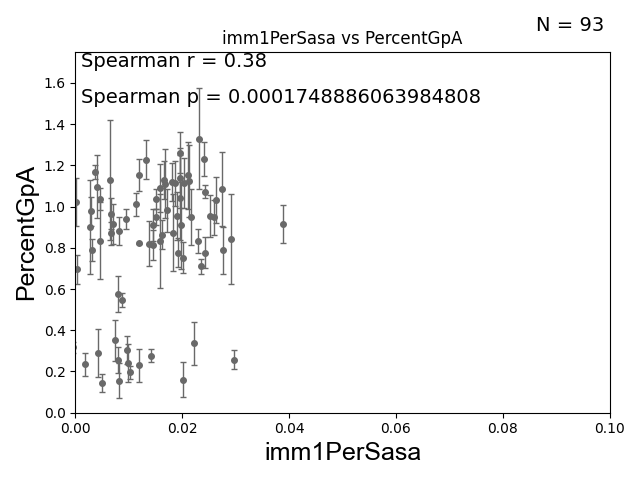 N = 93
imm1PerSasa vs PercentGpA
Spearman r = 0.38
Spearman p = 0.0001748886063984808
PercentGpA
1.6
1.4
1.2
1.0
0.8
0.6
0.4
0.2
0.0
0.00 0.02 0.04 0.06 0.08 0.10
imm1PerSasa